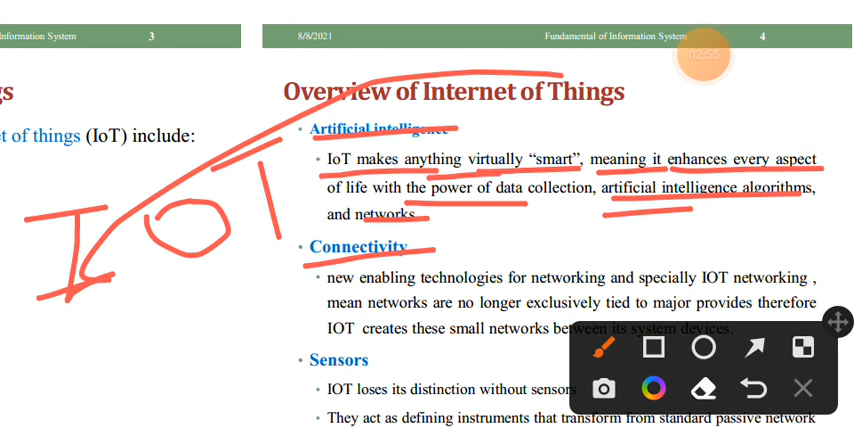 Information System 3
gs
t of things (IoT) include:
IOT
8/8/2021 Fundamental of Information System 4
02:55
Overview of Internet of Things
• Artificial intelligence
• IoT makes anything virtually “smart”, meaning it enhances every aspect
of life with the power of data collection, artificial intelligence algorithms,
and networks.
• Connectivity
• new enabling technologies for networking and specially IOT networking ,
mean networks are no longer exclusively tied to major provides therefore
IOT creates these small networks between its system devices.
• Sensors
• IOT loses its distinction without sensors
• They act as defining instruments that transform from standard passive network